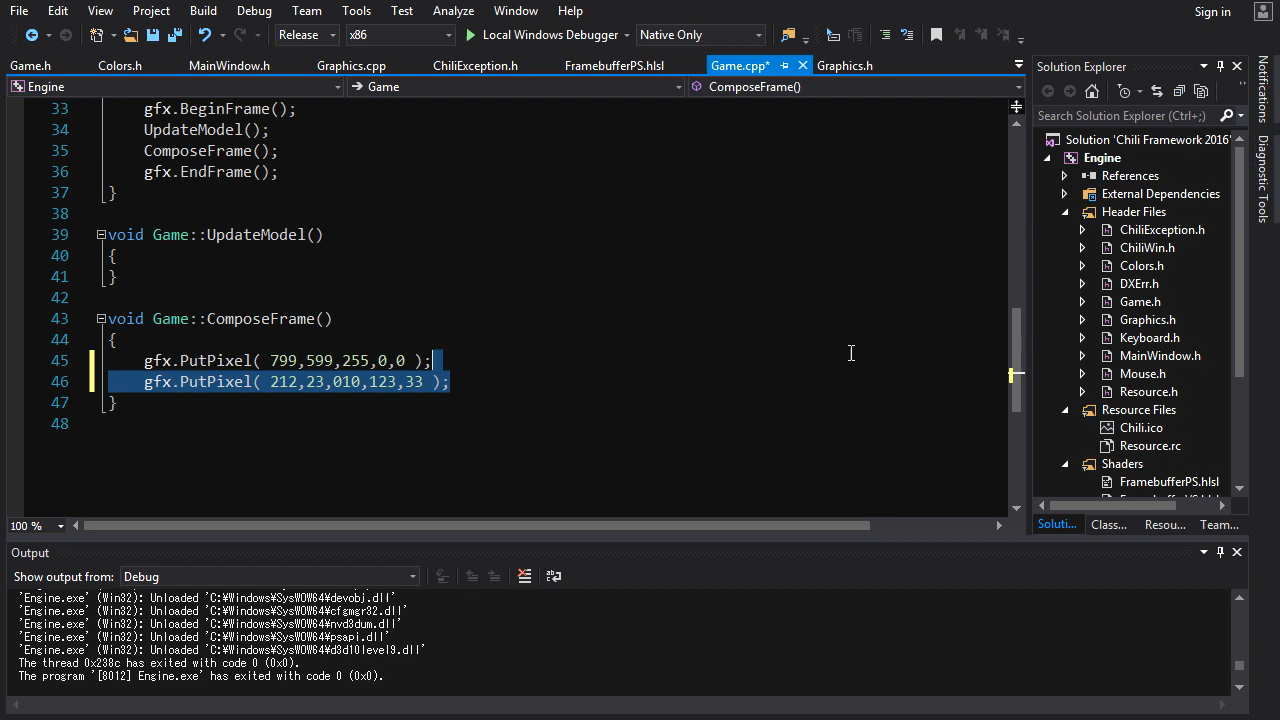 File Edit View Project Build Debug Team Tools Test Analyze Window Help Sign in
Release x86 Local Windows Debugger Native Only
Game.h Colors.h MainWindow.h Graphics.cpp ChiliException.h FramebufferPS.hlsl Game.cpp* Graphics.h
Engine Game ComposeFrame()
33 gfx.BeginFrame();
34 UpdateModel();
35 ComposeFrame();
36 gfx.EndFrame();
37 }
38
39 void Game::UpdateModel()
40 {
41 }
42
43 void Game::ComposeFrame()
44 {
45 gfx.PutPixel( 799,599,255,0,0 );
46 gfx.PutPixel( 212,23,010,123,33 );
47 }
48
100 %
Solution Explorer
Search Solution Explorer (Ctrl+;)
Solution 'Chili Framework 2016'
Engine
References
External Dependencies
Header Files
ChiliException.h
ChiliWin.h
Colors.h
DXErr.h
Game.h
Graphics.h
Keyboard.h
MainWindow.h
Mouse.h
Resource.h
Resource Files
Chili.ico
Resource.rc
Shaders
FramebufferPS.hlsl
Soluti... Class... Resou... Team...
Notifications
Diagnostic Tools
Output
Show output from: Debug
'Engine.exe' (Win32): Unloaded 'C:¥Windows¥SysWOW64¥devobj.dll'
'Engine.exe' (Win32): Unloaded 'C:¥Windows¥SysWOW64¥cfgmgr32.dll'
'Engine.exe' (Win32): Unloaded 'C:¥Windows¥SysWOW64¥nvd3dum.dll'
'Engine.exe' (Win32): Unloaded 'C:¥Windows¥SysWOW64¥psapi.dll'
'Engine.exe' (Win32): Unloaded 'C:¥Windows¥SysWOW64¥d3d10level9.dll'
The thread 0x238c has exited with code 0 (0x0).
The program '[8012] Engine.exe' has exited with code 0 (0x0).